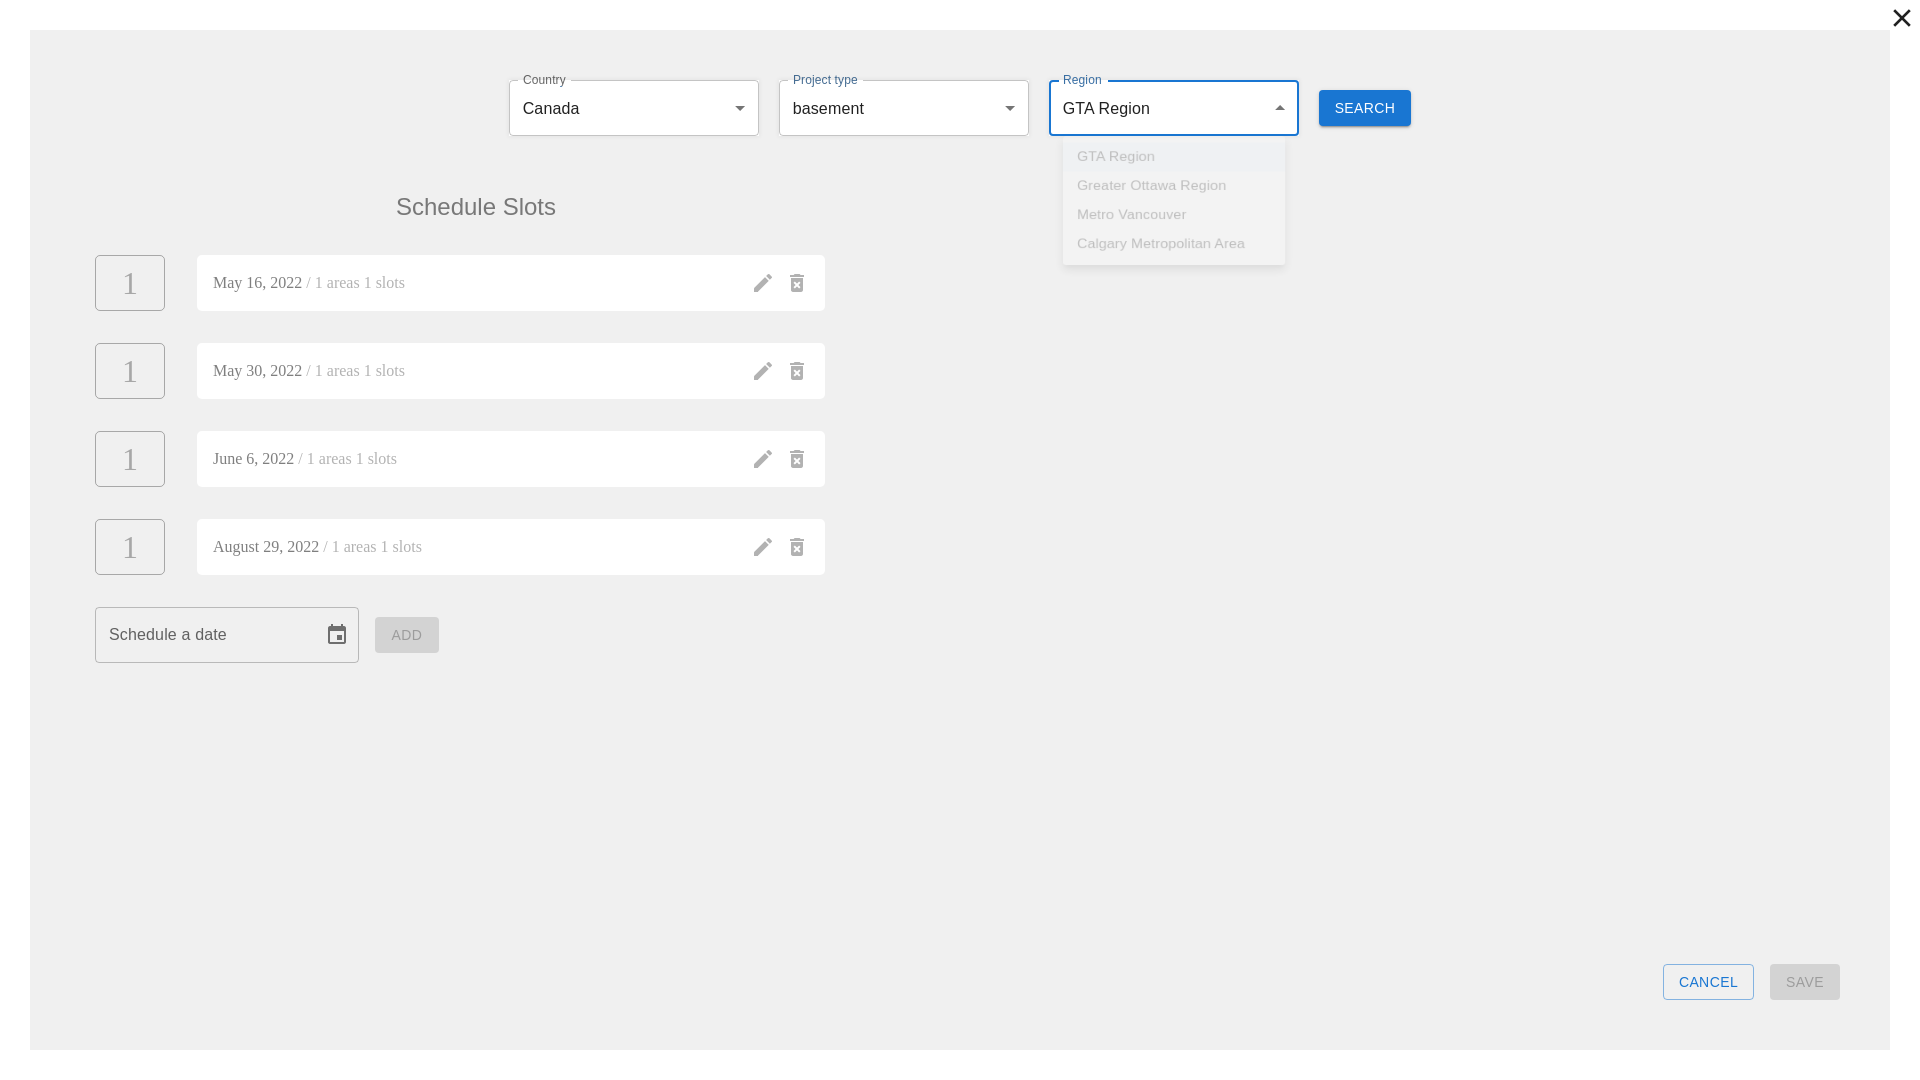 Country
Canada
Project type
basement
Region
GTA Region
SEARCH
GTA Region
Greater Ottawa Region
Metro Vancouver
Calgary Metropolitan Area
Schedule Slots
1
May 16, 2022 / 1 areas 1 slots
1
May 30, 2022 / 1 areas 1 slots
1
June 6, 2022 / 1 areas 1 slots
1
August 29, 2022 / 1 areas 1 slots
Schedule a date
ADD
CANCEL
SAVE